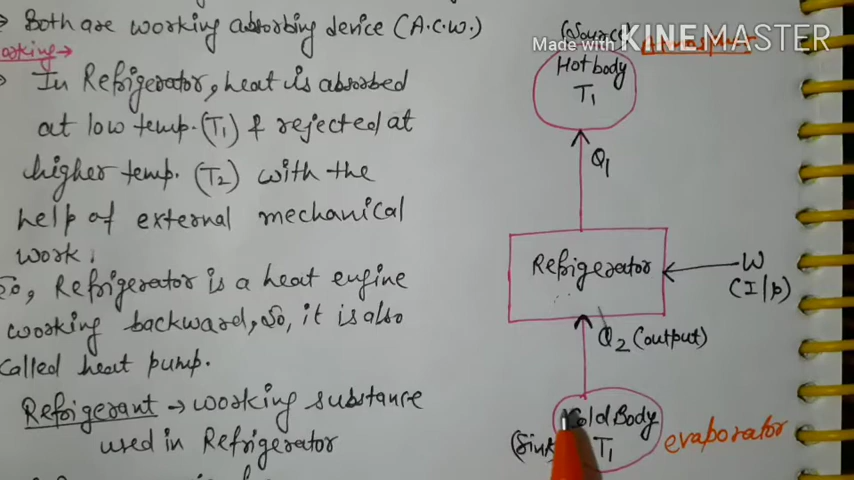 Both are working absorbing device (A.C.W.)
In Refrigerator, heat is absorbed
at low temp. (T1) & rejected at
higher temp. (T2) with the
help of external mechanical
work.
So, Refrigerator is a heat engine
working backward, so, it is also
called heat pump.
Refrigerant → working substance
used in Refrigerator
(Source)
Made with KINEMASTER
Hot body
T1
Q1
Refrigerator
W
(I/p)
Q2 (output)
Cold Body
(Sink)
T1
evaporator